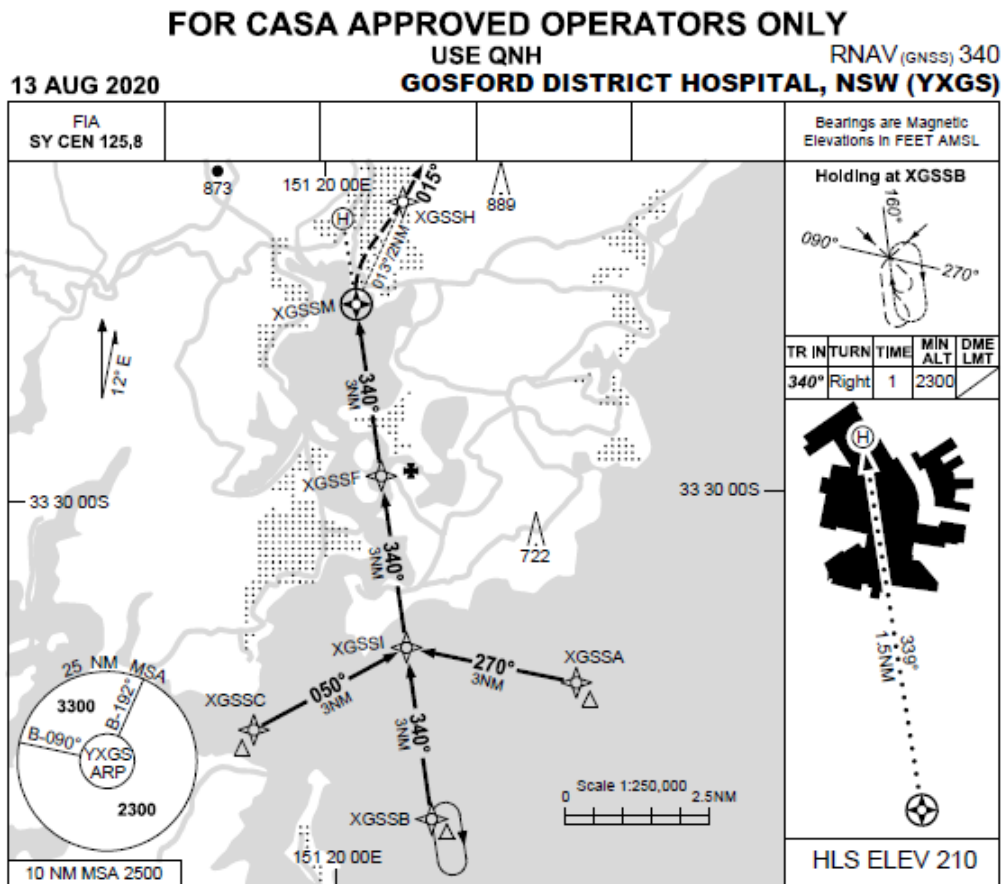 FOR CASA APPROVED OPERATORS ONLY
USE QNH
RNAV (GNSS) 340
13 AUG 2020
GOSFORD DISTRICT HOSPITAL, NSW (YXGS)
FIA
SY CEN 125,8
Bearings are Magnetic
Elevations in FEET AMSL
873
151 20 00E
015°
889
H
XGSSH
013°/2NM
XGSSM
12° E
340°
3NM
XGSSF
33 30 00S
33 30 00S
340°
3NM
722
XGSSI
XGSSA
270°
3NM
XGSSC
050°
3NM
340°
3NM
XGSSB
25 NM MSA
3300
B-192°
B-090°
YXGS
ARP
2300
10 NM MSA 2500
151 20 00E
Scale 1:250,000
0 2.5NM
Holding at XGSSB
160°
090°
270°
TR IN TURN TIME MIN ALT DME LMT
340° Right 1 2300
H
339°
1.5NM
HLS ELEV 210